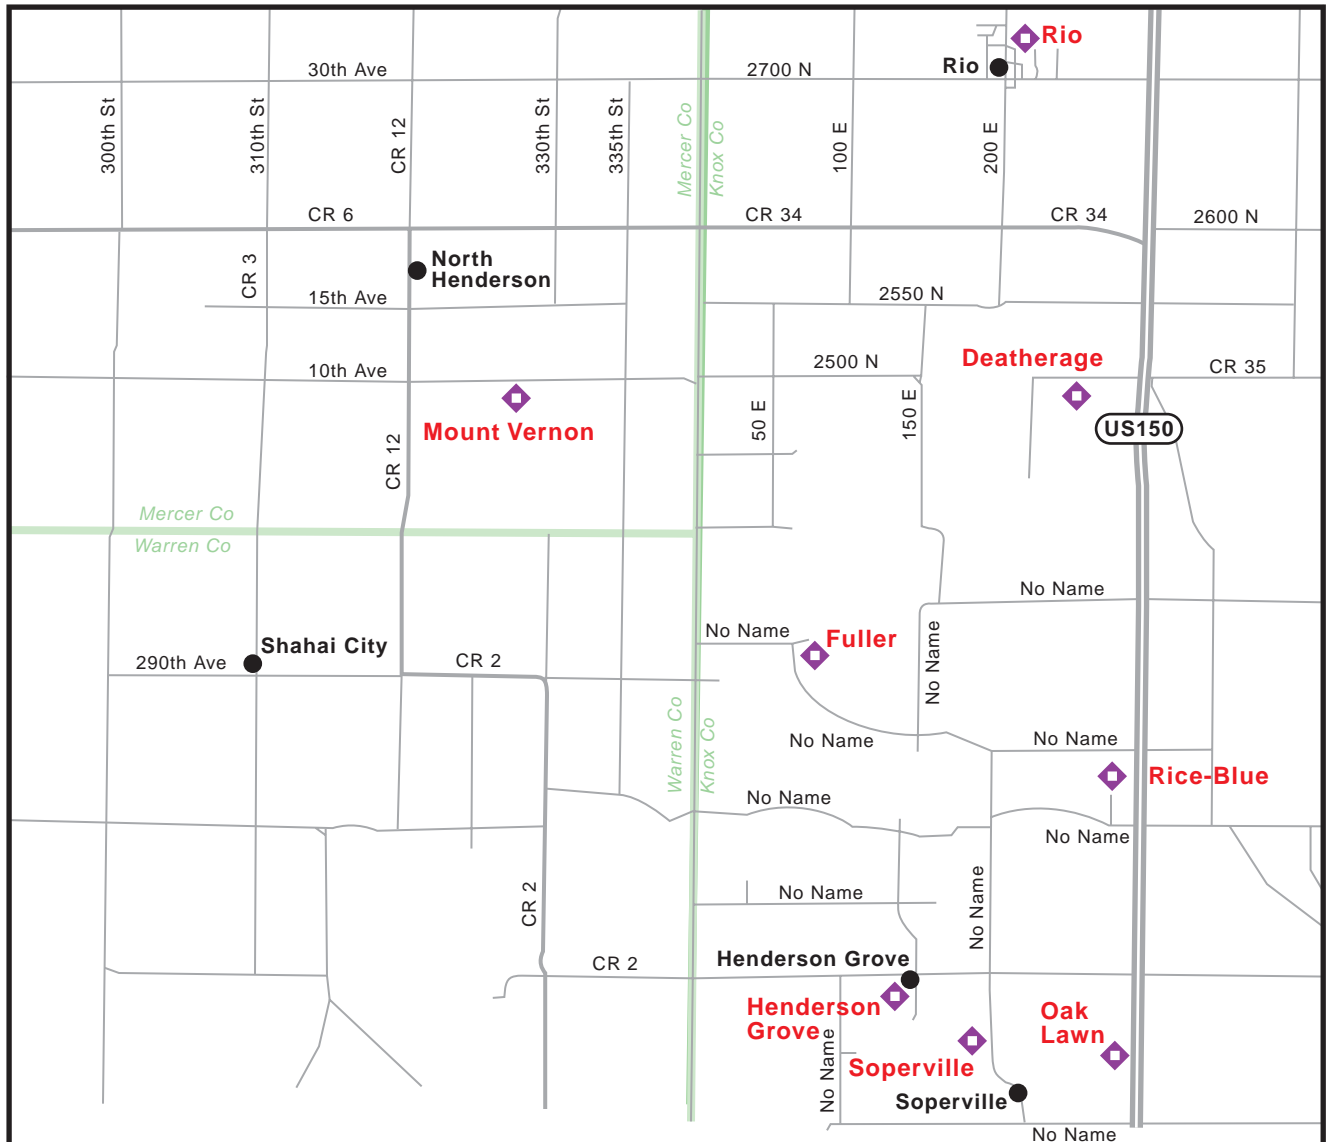 Rio
Rio
30th Ave
2700 N
300th St
310th St
CR 12
330th St
335th St
Mercer Co
Knox Co
100 E
200 E
CR 6
CR 34
CR 34
2600 N
CR 3
North
Henderson
15th Ave
2550 N
10th Ave
2500 N
Deatherage
CR 35
Mount Vernon
CR 12
50 E
150 E
US150
Mercer Co
Warren Co
No Name
No Name
Fuller
No Name
Shahai City
290th Ave
CR 2
Warren Co
Knox Co
No Name
No Name
Rice-Blue
No Name
No Name
CR 2
No Name
No Name
Henderson Grove
CR 2
Henderson
Grove
Oak
Lawn
No Name
Soperville
Soperville
No Name